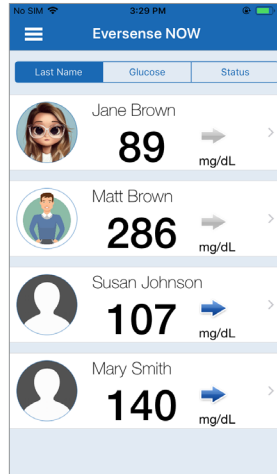 No SIM 3:29 PM
Eversense NOW
Last Name Glucose Status
Jane Brown
89 mg/dL
Matt Brown
286 mg/dL
Susan Johnson
107 mg/dL
Mary Smith
140 mg/dL